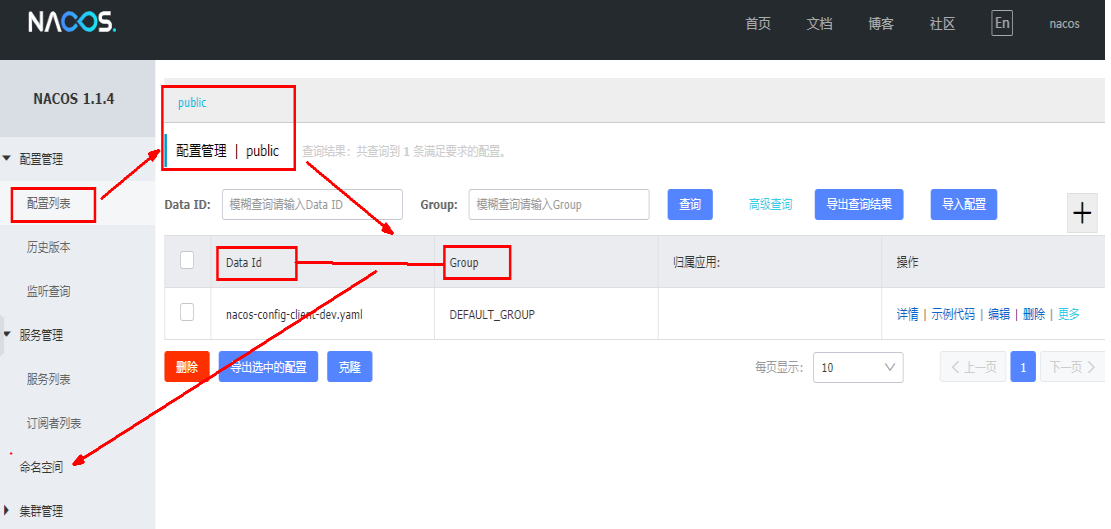 NACOS.
首页 文档 博客 社区 En nacos
NACOS 1.1.4
配置管理
配置列表
历史版本
监听查询
服务管理
服务列表
订阅者列表
命名空间
集群管理
public
配置管理 | public 查询结果：共查询到 1 条满足要求的配置。
Data ID: 模糊查询请输入Data ID Group: 模糊查询请输入Group 查询 高级查询 导出查询结果 导入配置 +
Data Id Group 归属应用: 操作
nacos-config-client-dev.yaml DEFAULT_GROUP 详情 | 示例代码 | 编辑 | 删除 | 更多
删除 导出选中的配置 克隆 每页显示： 10 上一页 1 下一页